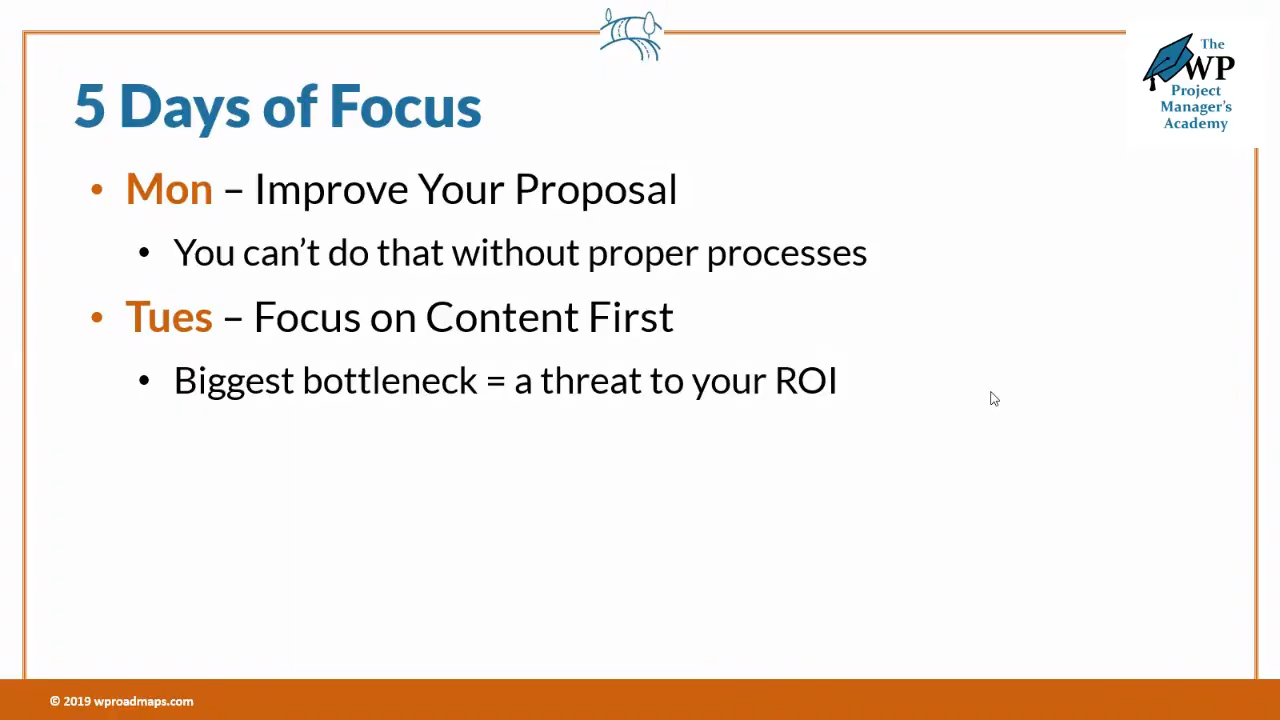 The
WP
Project
Manager's
Academy
5 Days of Focus
• Mon – Improve Your Proposal
• You can't do that without proper processes
• Tues – Focus on Content First
• Biggest bottleneck = a threat to your ROI
© 2019 wproadmaps.com